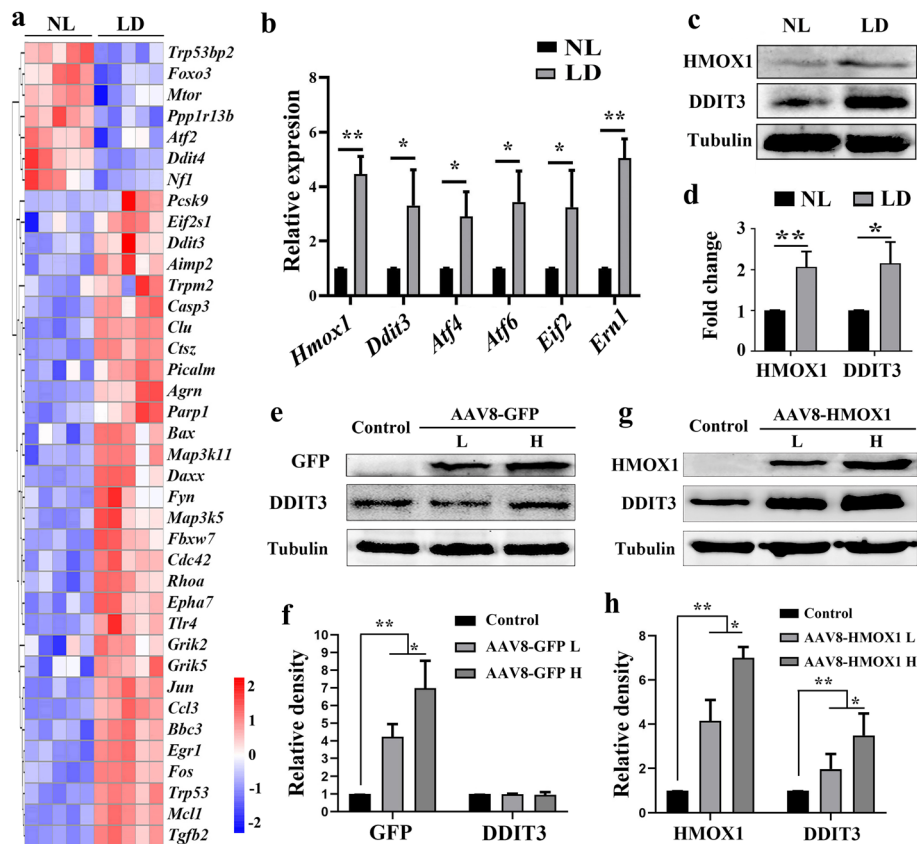 a
NL LD
Trp53bp2
Foxo3
Mtor
Ppp1r13b
Atf2
Ddit4
Nf1
Pcsk9
Eif2s1
Ddit3
Aimp2
Trpm2
Casp3
Clu
Ctsz
Picalm
Agrn
Parp1
Bax
Map3k11
Daxx
Fyn
Map3k5
Fbxw7
Cdc42
Rhoa
Epha7
Tlr4
Grik2
Grik5
Jun
Ccl3
Bbc3
Egr1
Fos
Trp53
Mcl1
Tgfb2
2
1
0
-1
-2
b
NL
LD
Relative expresion
8
6
4
2
0
** * * * * **
Hmox1 Ddit3 Atf4 Atf6 Eif2 Ern1
c
NL LD
HMOX1
DDIT3
Tubulin
d
NL LD
Fold change
3
2
1
0
** *
HMOX1 DDIT3
e
Control AAV8-GFP
L H
GFP
DDIT3
Tubulin
f
Control
AAV8-GFP L
AAV8-GFP H
Relative density
10
9
8
7
5
4
2
1
0
** *
GFP DDIT3
g
Control AAV8-HMOX1
L H
HMOX1
DDIT3
Tubulin
h
Control
AAV8-HMOX1 L
AAV8-HMOX1 H
Relative density
8
6
4
2
0
** *
** *
HMOX1 DDIT3